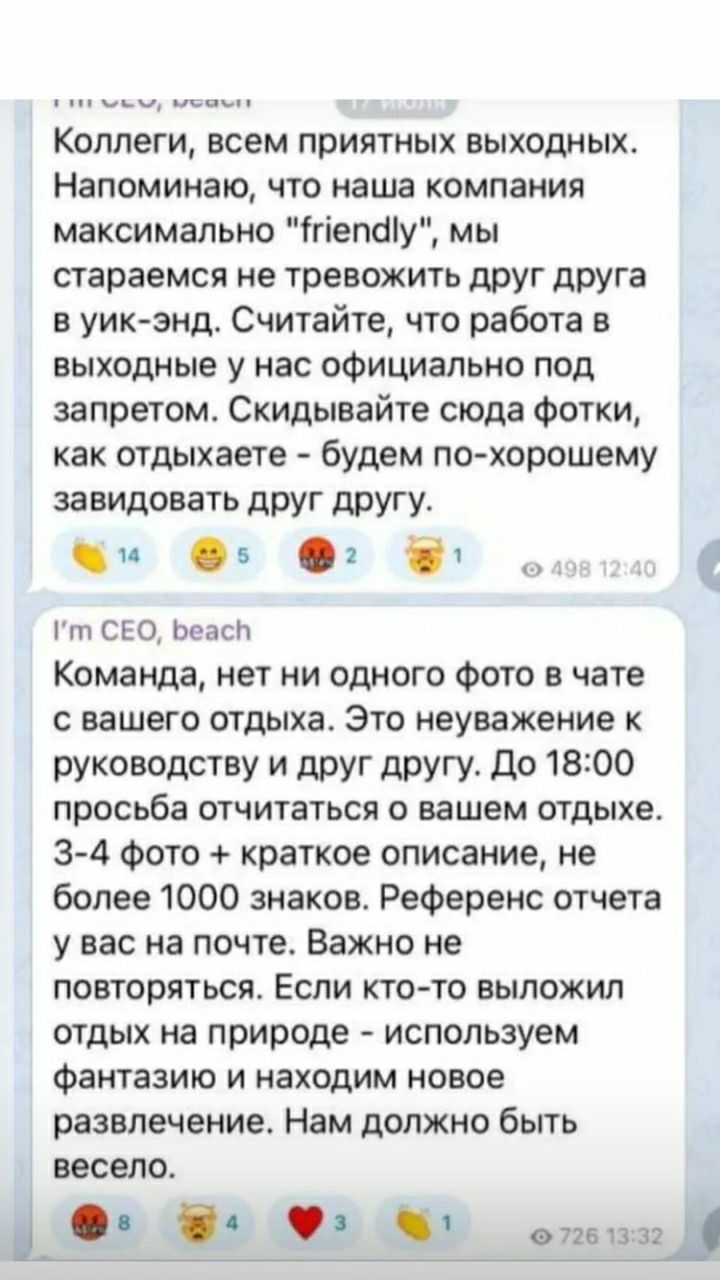 I'm CEO, beach
17 июля
Коллеги, всем приятных выходных.
Напоминаю, что наша компания
максимально "friendly", мы
стараемся не тревожить друг друга
в уик-энд. Считайте, что работа в
выходные у нас официально под
запретом. Скидывайте сюда фотки,
как отдыхаете - будем по-хорошему
завидовать друг другу.
14 5 2 1 498 12:40
I'm CEO, beach
Команда, нет ни одного фото в чате
с вашего отдыха. Это неуважение к
руководству и друг другу. До 18:00
просьба отчитаться о вашем отдыхе.
3-4 фото + краткое описание, не
более 1000 знаков. Референс отчета
у вас на почте. Важно не
повторяться. Если кто-то выложил
отдых на природе - используем
фантазию и находим новое
развлечение. Нам должно быть
весело.
8 4 3 1 726 13:32